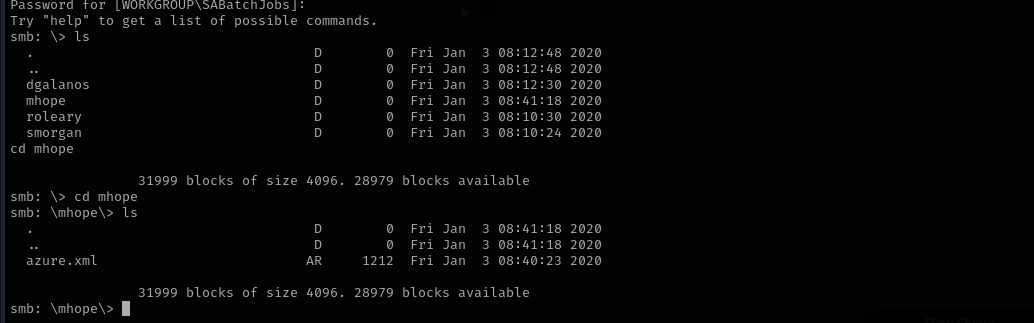 Password for [WORKGROUP\SABatchJobs]:
Try "help" to get a list of possible commands.
smb: \> ls
. D 0 Fri Jan 3 08:12:48 2020
.. D 0 Fri Jan 3 08:12:48 2020
dgalanos D 0 Fri Jan 3 08:12:30 2020
mhope D 0 Fri Jan 3 08:41:18 2020
roleary D 0 Fri Jan 3 08:10:30 2020
smorgan D 0 Fri Jan 3 08:10:24 2020
cd mhope
31999 blocks of size 4096. 28979 blocks available
smb: \> cd mhope
smb: \mhope\> ls
. D 0 Fri Jan 3 08:41:18 2020
.. D 0 Fri Jan 3 08:41:18 2020
azure.xml AR 1212 Fri Jan 3 08:40:23 2020
31999 blocks of size 4096. 28979 blocks available
smb: \mhope\>